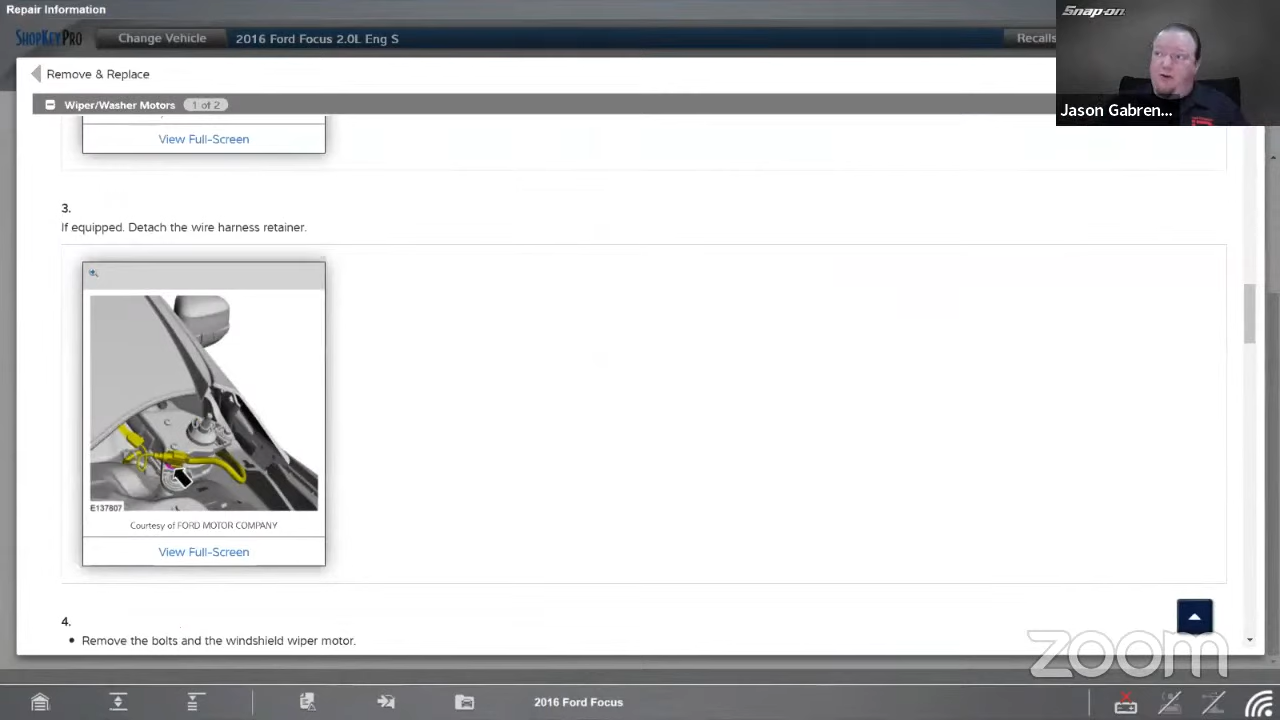 Repair Information
Snap-on
SHOPKEYPRO
Change Vehicle
2016 Ford Focus 2.0L Eng S
Recalls
Jason Gabren...
Remove & Replace
Wiper/Washer Motors
1 of 2
View Full-Screen
3.
If equipped. Detach the wire harness retainer.
E137807
Courtesy of FORD MOTOR COMPANY
View Full-Screen
4.
• Remove the bolts and the windshield wiper motor.
zoom
2016 Ford Focus